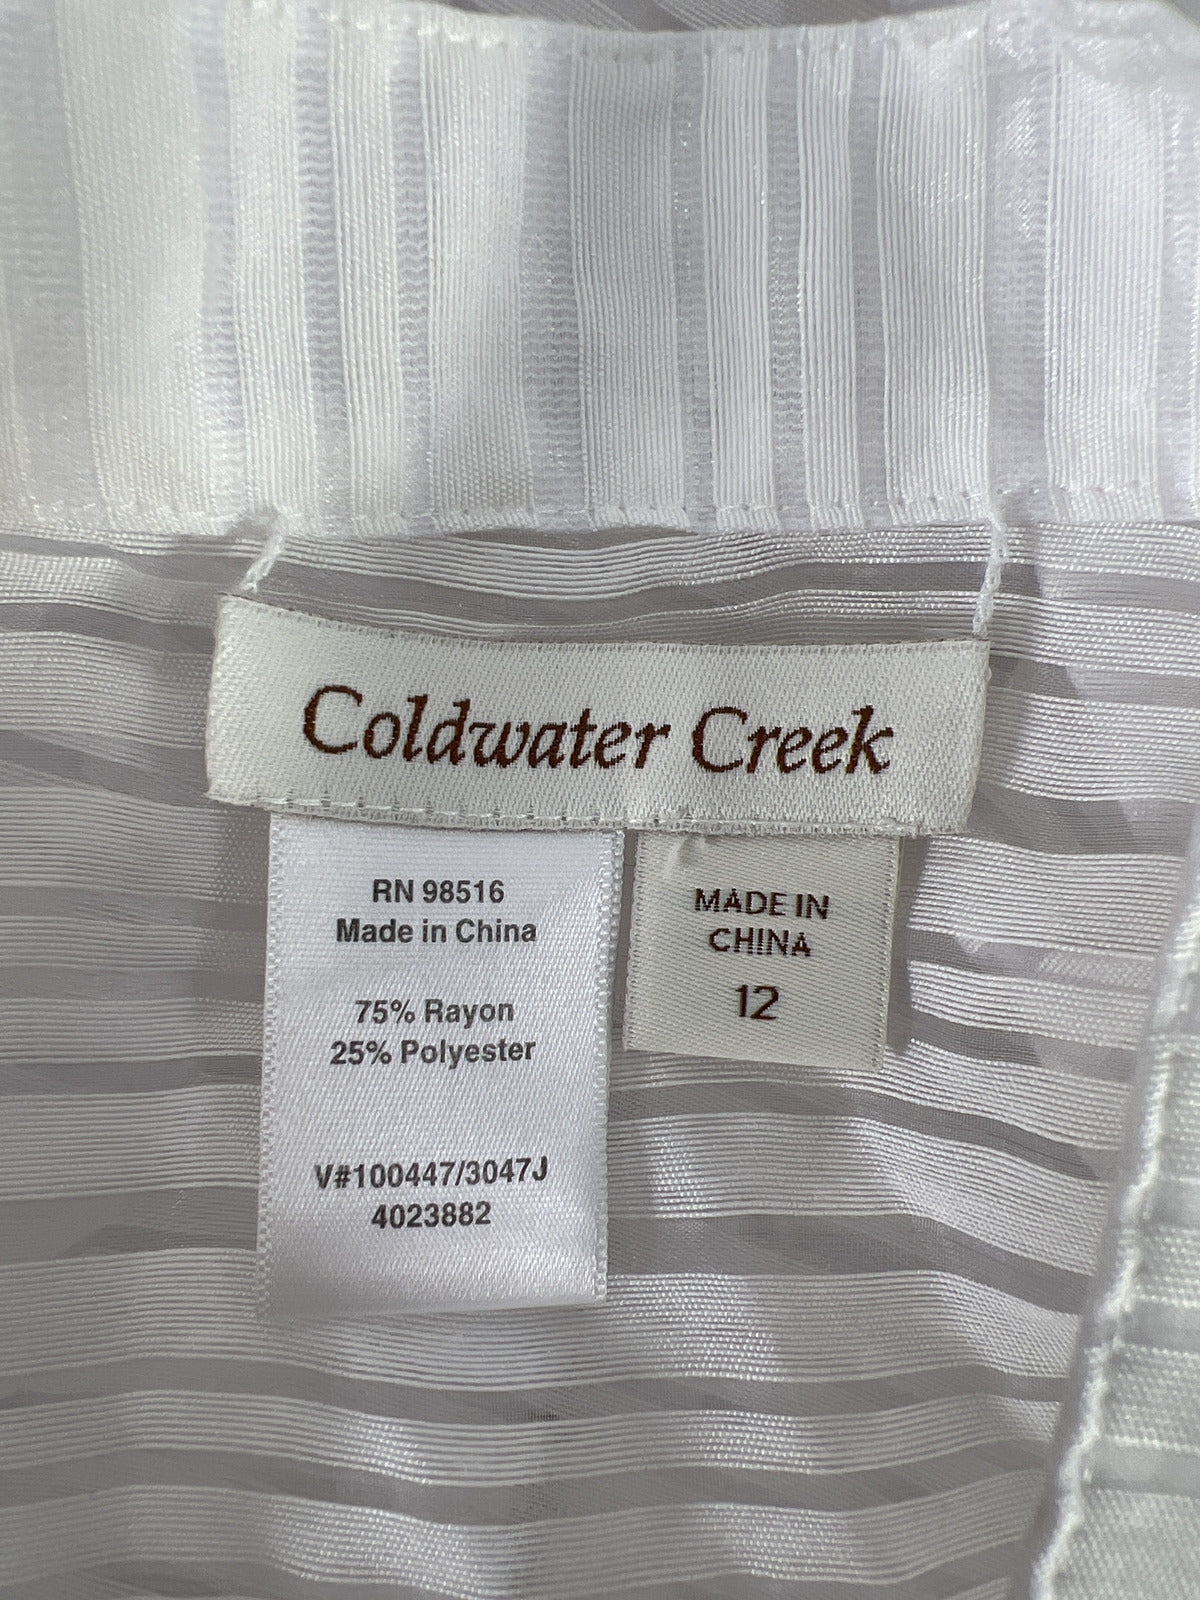 Coldwater Creek
RN 98516
Made in China
75% Rayon
25% Polyester
V#100447/3047J
4023882
MADE IN
CHINA
12